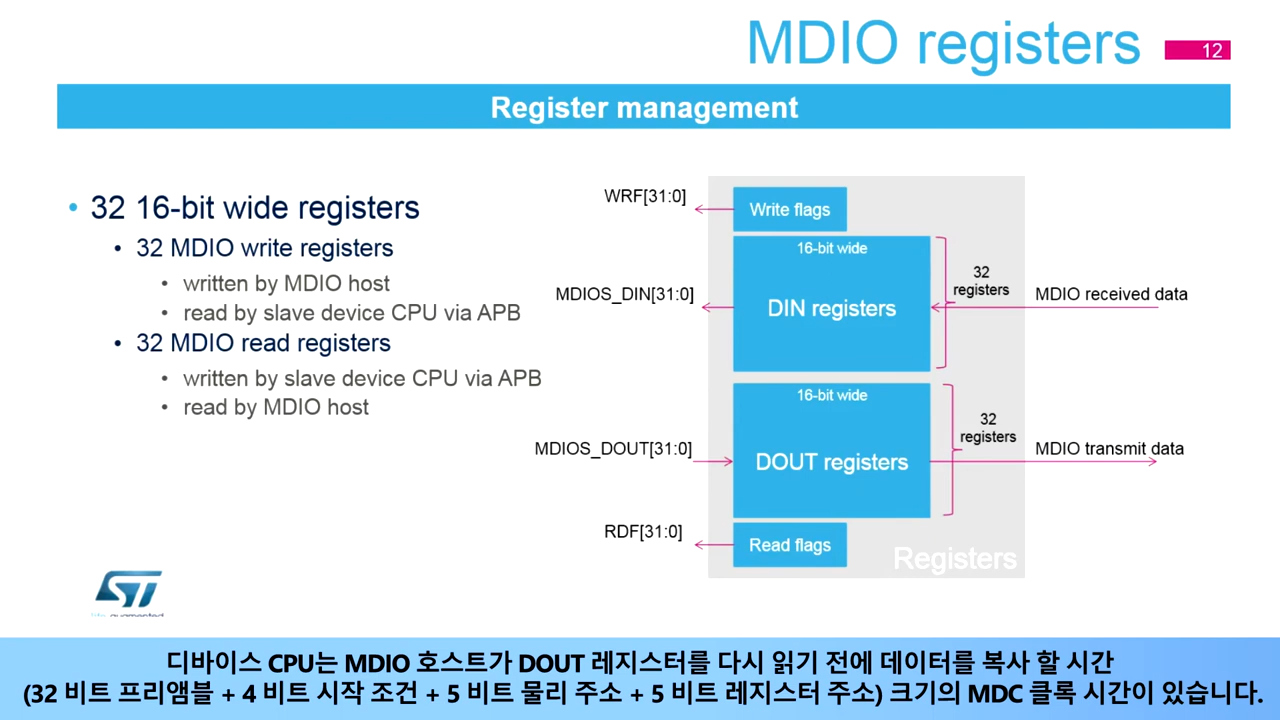 MDIO registers
12
Register management
• 32 16-bit wide registers
• 32 MDIO write registers
• written by MDIO host
• read by slave device CPU via APB
• 32 MDIO read registers
• written by slave device CPU via APB
• read by MDIO host
WRF[31:0]
Write flags
16-bit wide
MDIOS_DIN[31:0]
DIN registers
32
registers
MDIO received data
16-bit wide
MDIOS_DOUT[31:0]
DOUT registers
32
registers
MDIO transmit data
RDF[31:0]
Read flags
Registers
ST
디바이스 CPU는 MDIO 호스트가 DOUT 레지스터를 다시 읽기 전에 데이터를 복사 할 시간
(32 비트 프리앰블 + 4 비트 시작 조건 + 5 비트 물리 주소 + 5 비트 레지스터 주소) 크기의 MDC 클록 시간이 있습니다.